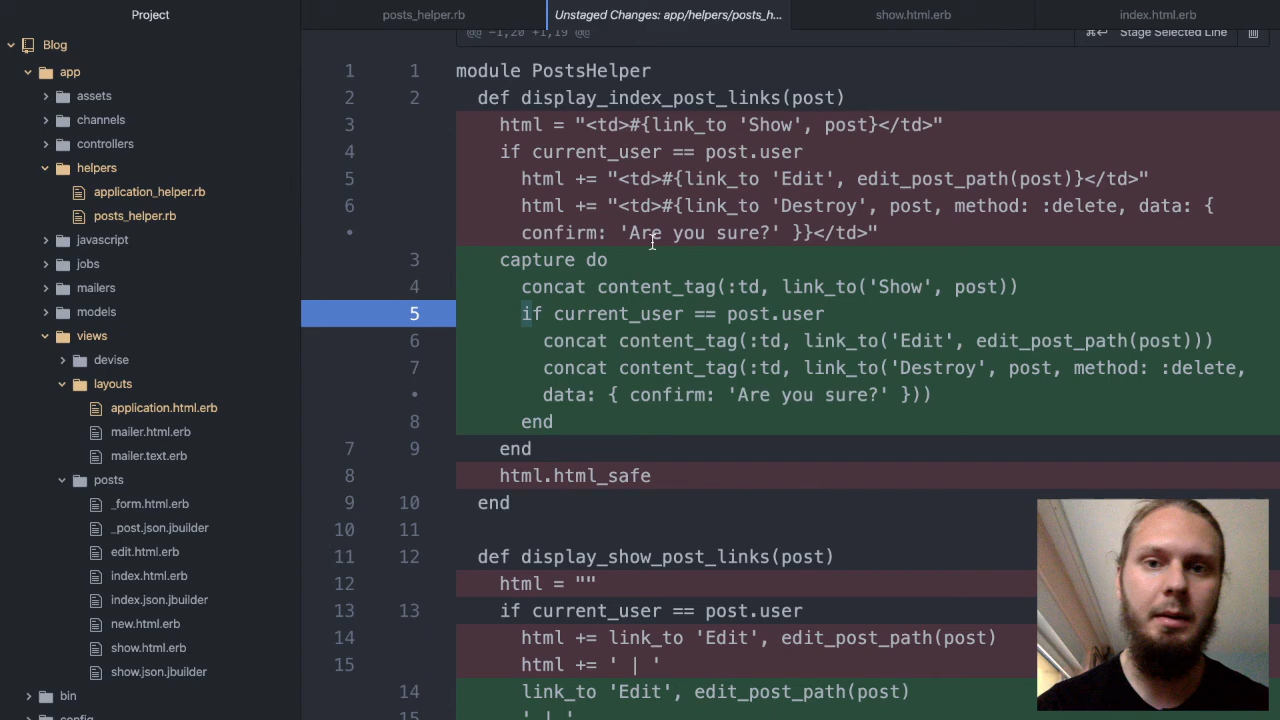 Project
posts_helper.rb
Unstaged Changes: app/helpers/posts_h...
show.html.erb
index.html.erb
Blog
app
assets
channels
controllers
helpers
application_helper.rb
posts_helper.rb
javascript
jobs
mailers
models
views
devise
layouts
application.html.erb
mailer.html.erb
mailer.text.erb
posts
_form.html.erb
_post.json.jbuilder
edit.html.erb
index.html.erb
index.json.jbuilder
new.html.erb
show.html.erb
show.json.jbuilder
bin
config
@@ -1,20 +1,19 @@
Stage Selected Line
1 1 module PostsHelper
2 2 def display_index_post_links(post)
3 html = "<td>#{link_to 'Show', post}</td>"
4 if current_user == post.user
5 html += "<td>#{link_to 'Edit', edit_post_path(post)}</td>"
6 html += "<td>#{link_to 'Destroy', post, method: :delete, data: {
• confirm: 'Are you sure?' }}</td>"
3 capture do
4 concat content_tag(:td, link_to('Show', post))
5 if current_user == post.user
6 concat content_tag(:td, link_to('Edit', edit_post_path(post)))
7 concat content_tag(:td, link_to('Destroy', post, method: :delete,
• data: { confirm: 'Are you sure?' }))
8 end
7 9 end
8 html.html_safe
9 10 end
10 11
11 12 def display_show_post_links(post)
12 html = ""
13 13 if current_user == post.user
14 html += link_to 'Edit', edit_post_path(post)
15 html += ' | '
14 link_to 'Edit', edit_post_path(post)
15 ' | '